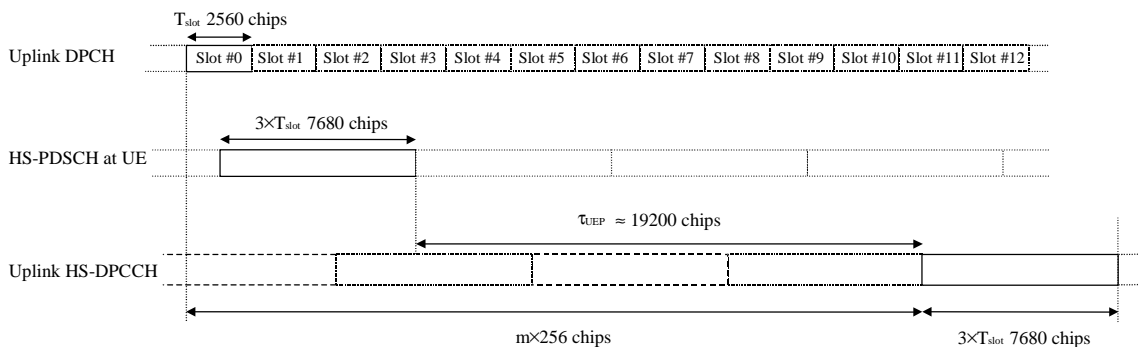 Tslot 2560 chips
Uplink DPCH
Slot #0 Slot #1 Slot #2 Slot #3 Slot #4 Slot #5 Slot #6 Slot #7 Slot #8 Slot #9 Slot #10 Slot #11 Slot #12
3×Tslot 7680 chips
HS-PDSCH at UE
τUEP ≈ 19200 chips
Uplink HS-DPCCH
m×256 chips
3×Tslot 7680 chips